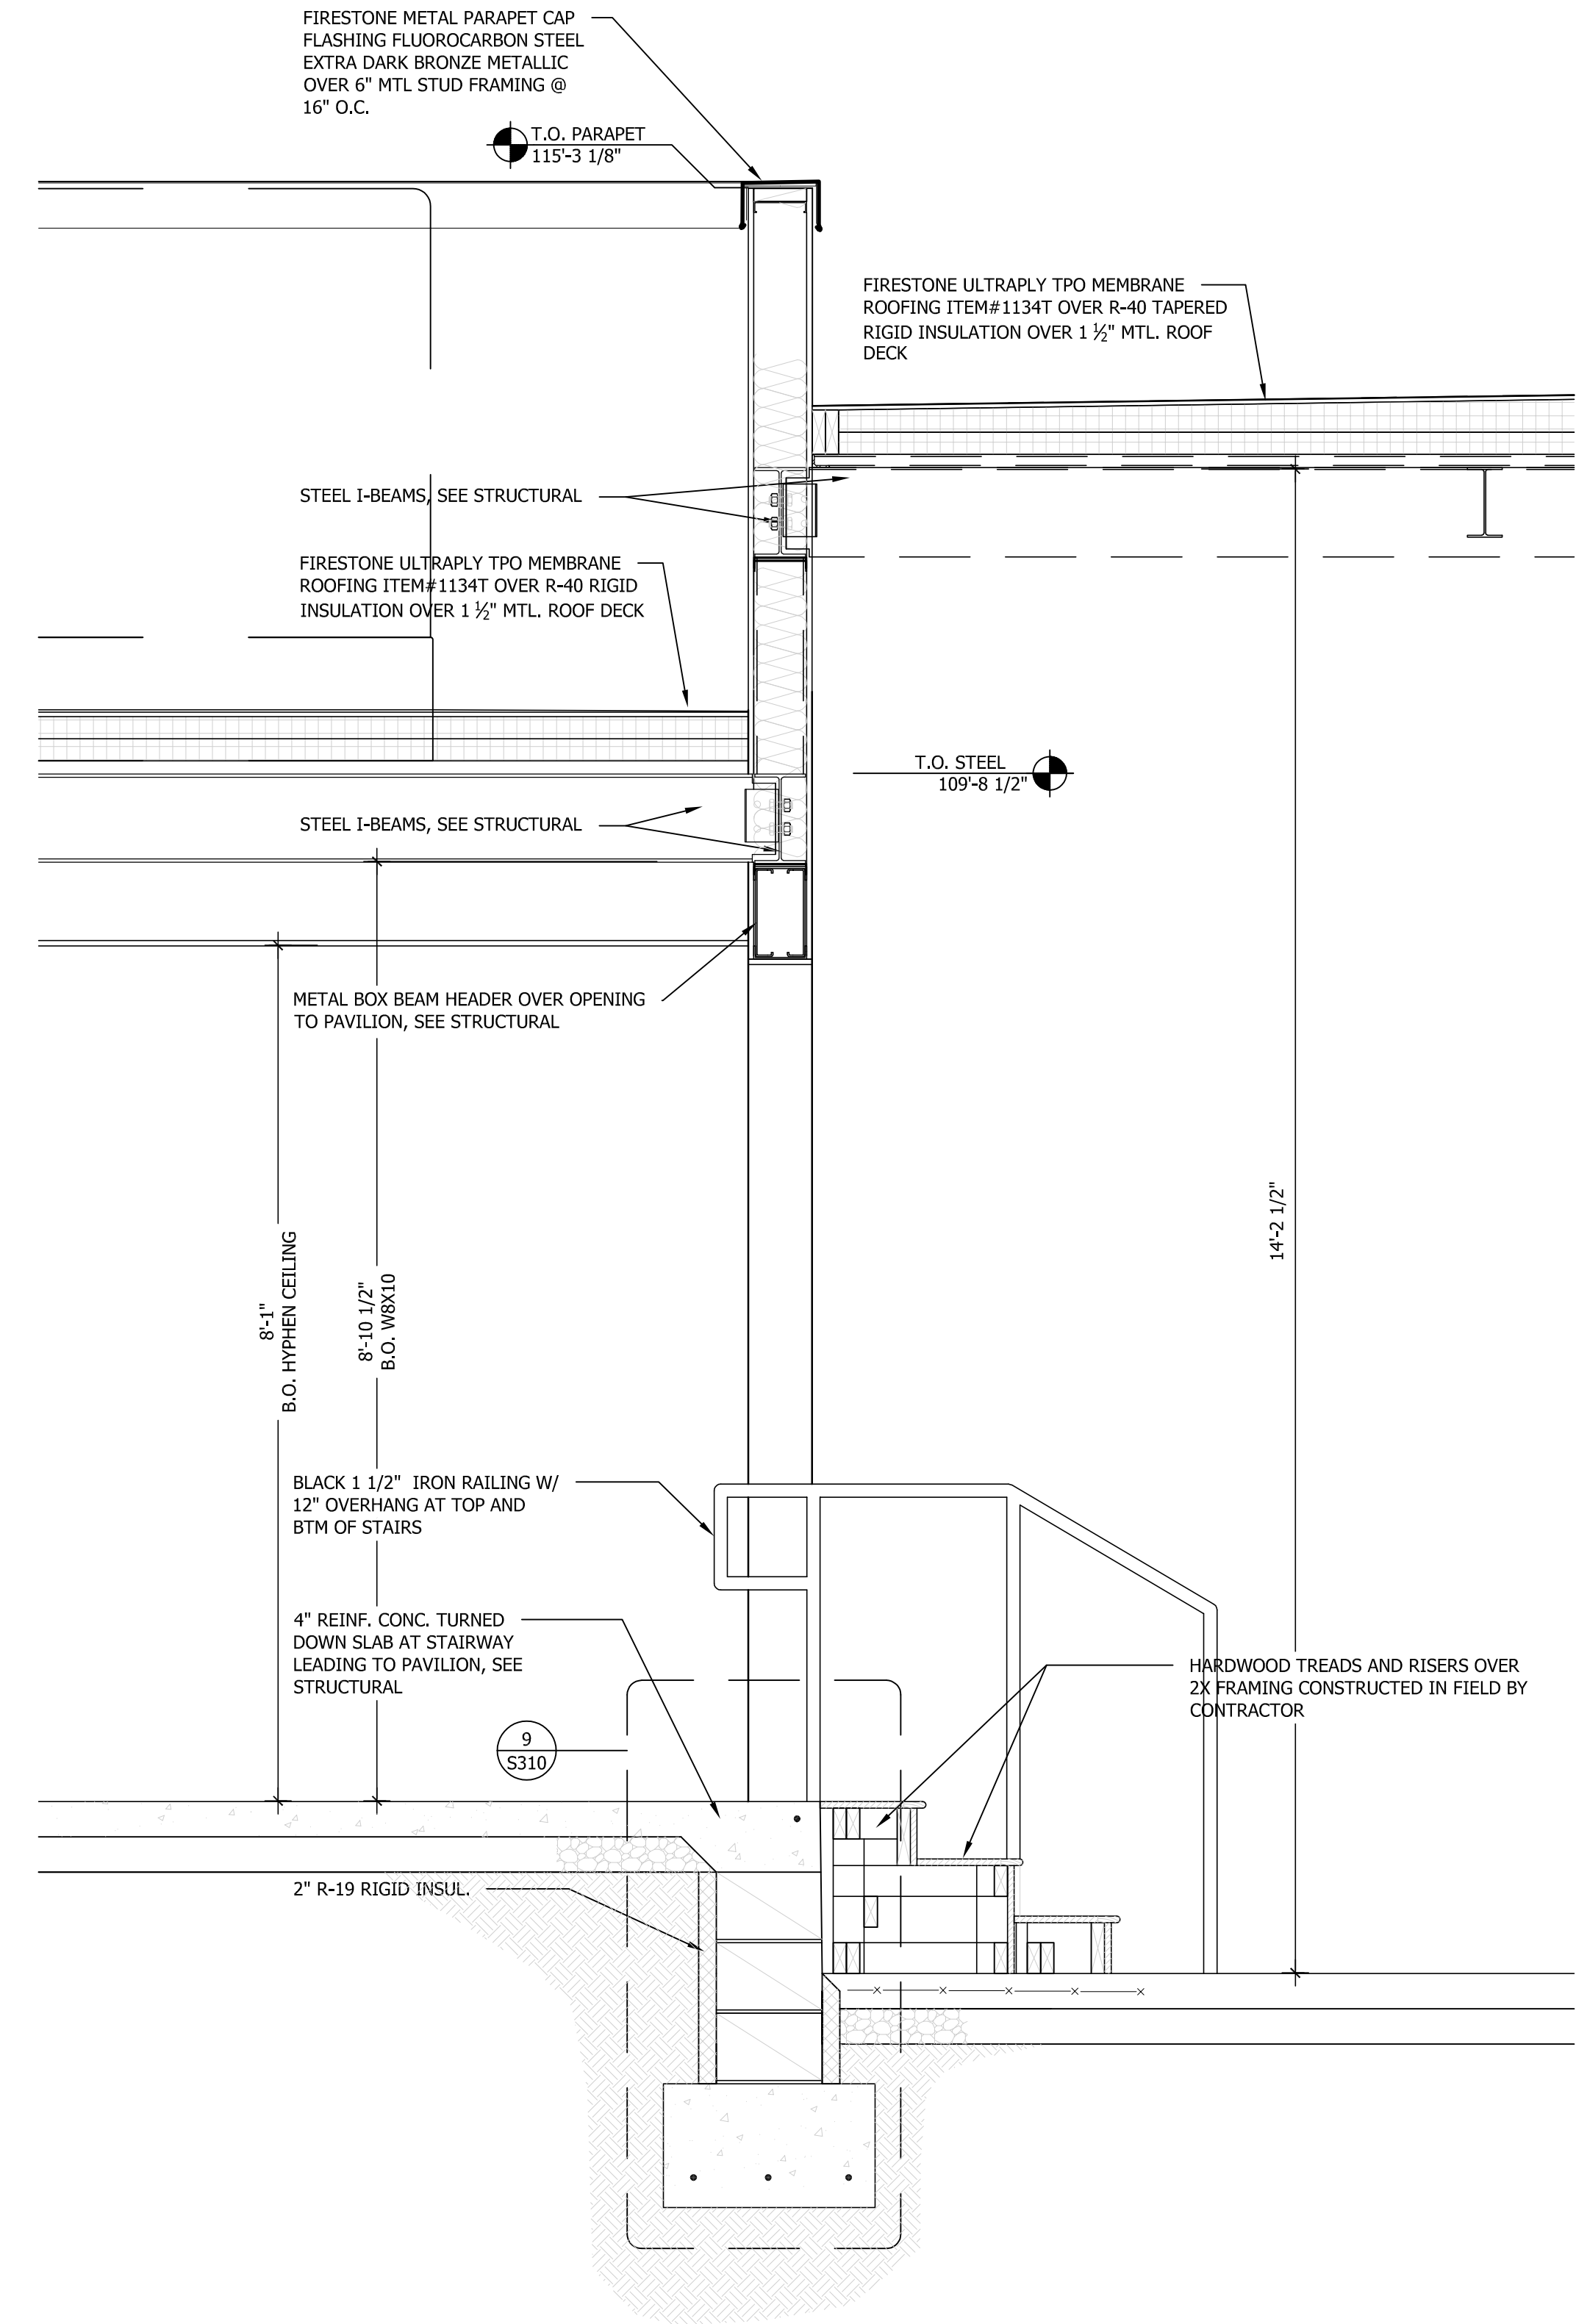 FIRESTONE METAL PARAPET CAP
FLASHING FLUOROCARBON STEEL
EXTRA DARK BRONZE METALLIC
OVER 6" MTL STUD FRAMING @
16" O.C.
T.O. PARAPET
115'-3 1/8"
FIRESTONE ULTRAPLY TPO MEMBRANE
ROOFING ITEM#1134T OVER R-40 TAPERED
RIGID INSULATION OVER 1 ½" MTL. ROOF
DECK
STEEL I-BEAMS, SEE STRUCTURAL
FIRESTONE ULTRAPLY TPO MEMBRANE
ROOFING ITEM#1134T OVER R-40 RIGID
INSULATION OVER 1 ½" MTL. ROOF DECK
T.O. STEEL
109'-8 1/2"
STEEL I-BEAMS, SEE STRUCTURAL
METAL BOX BEAM HEADER OVER OPENING
TO PAVILION, SEE STRUCTURAL
14'-2 1/2"
8'-1"
B.O. HYPHEN CEILING
8'-10 1/2"
B.O. W8X10
BLACK 1 1/2" IRON RAILING W/
12" OVERHANG AT TOP AND
BTM OF STAIRS
4" REINF. CONC. TURNED
DOWN SLAB AT STAIRWAY
LEADING TO PAVILION, SEE
STRUCTURAL
HARDWOOD TREADS AND RISERS OVER
2X FRAMING CONSTRUCTED IN FIELD BY
CONTRACTOR
9
S310
2" R-19 RIGID INSUL.